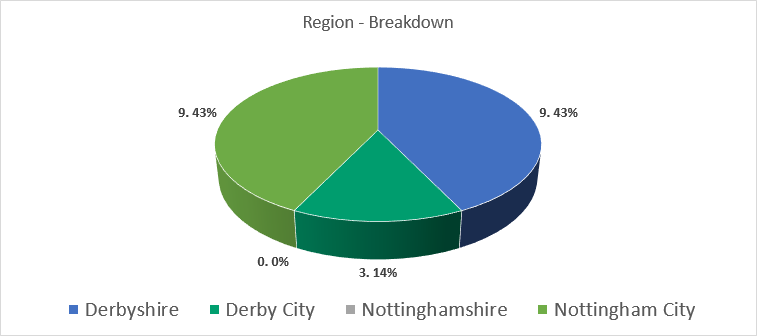 Region - Breakdown
9. 43% 9. 43%
0. 0%
3. 14%
Derbyshire Derby City Nottinghamshire Nottingham City